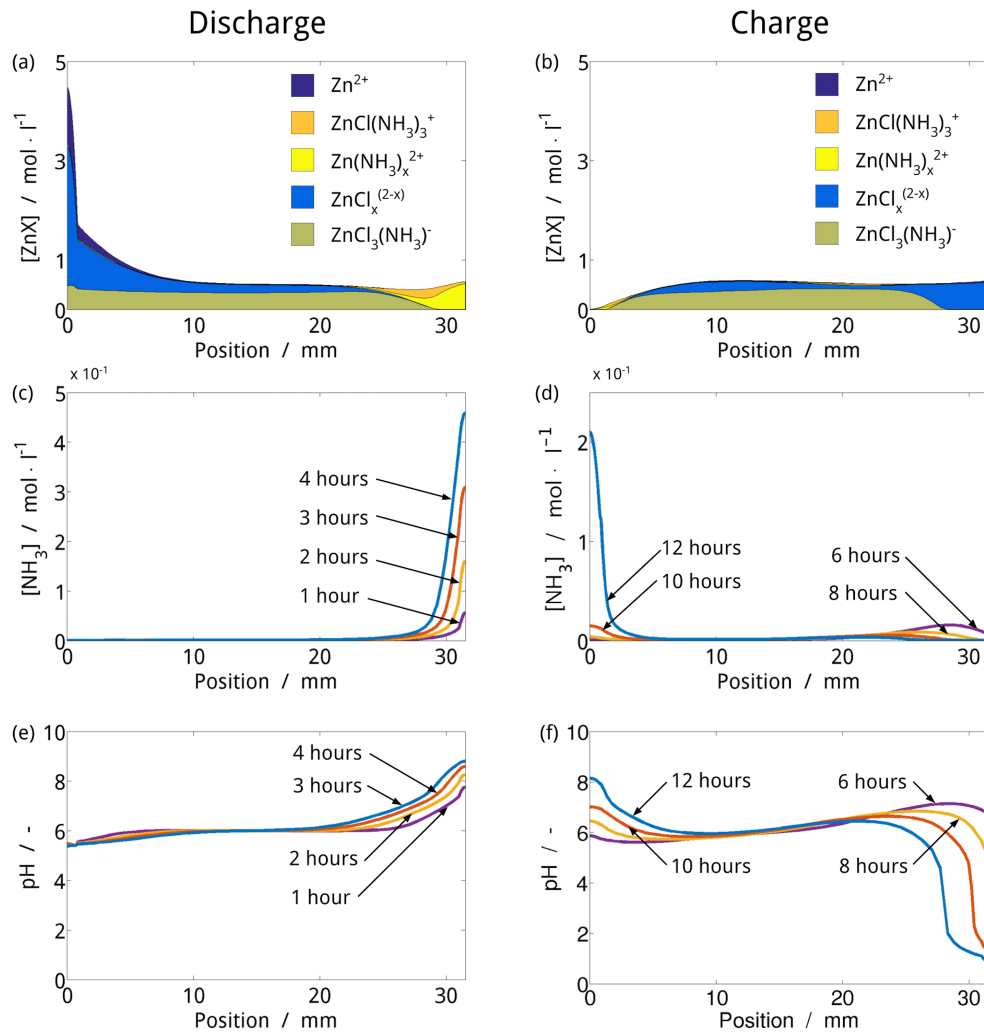 Discharge
Charge
(a)
5
3
1
0
[ZnX] / mol · l⁻¹
Zn²⁺
ZnCl(NH₃)₃⁺
Zn(NH₃)ₓ²⁺
ZnClₓ⁽²⁻ˣ⁾
ZnCl₃(NH₃)⁻
0 10 20 30
Position / mm
(b)
5
3
1
0
[ZnX] / mol · l⁻¹
Zn²⁺
ZnCl(NH₃)₃⁺
Zn(NH₃)ₓ²⁺
ZnClₓ⁽²⁻ˣ⁾
ZnCl₃(NH₃)⁻
0 10 20 30
Position / mm
(c)
x 10⁻¹
5
4
3
2
1
0
[NH₃] / mol · l⁻¹
4 hours
3 hours
2 hours
1 hour
0 10 20 30
Position / mm
(d)
x 10⁻¹
2
1
0
[NH₃] / mol · l⁻¹
12 hours
10 hours
6 hours
8 hours
0 10 20 30
Position / mm
(e)
10
8
6
4
2
0
pH / -
4 hours
3 hours
2 hours
1 hour
0 10 20 30
Position / mm
(f)
10
8
6
4
2
0
pH / -
12 hours
10 hours
6 hours
8 hours
0 10 20 30
Position / mm